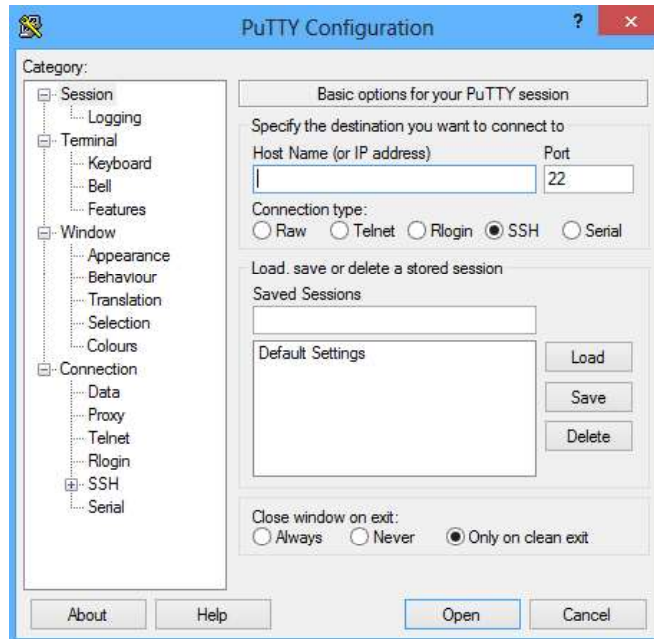 PuTTY Configuration
?
Category:
Session
Logging
Terminal
Keyboard
Bell
Features
Window
Appearance
Behaviour
Translation
Selection
Colours
Connection
Data
Proxy
Telnet
Rlogin
SSH
Serial
Basic options for your PuTTY session
Specify the destination you want to connect to
Host Name (or IP address) Port
22
Connection type:
Raw Telnet Rlogin SSH Serial
Load, save or delete a stored session
Saved Sessions
Default Settings
Load
Save
Delete
Close window on exit:
Always Never Only on clean exit
About Help Open Cancel